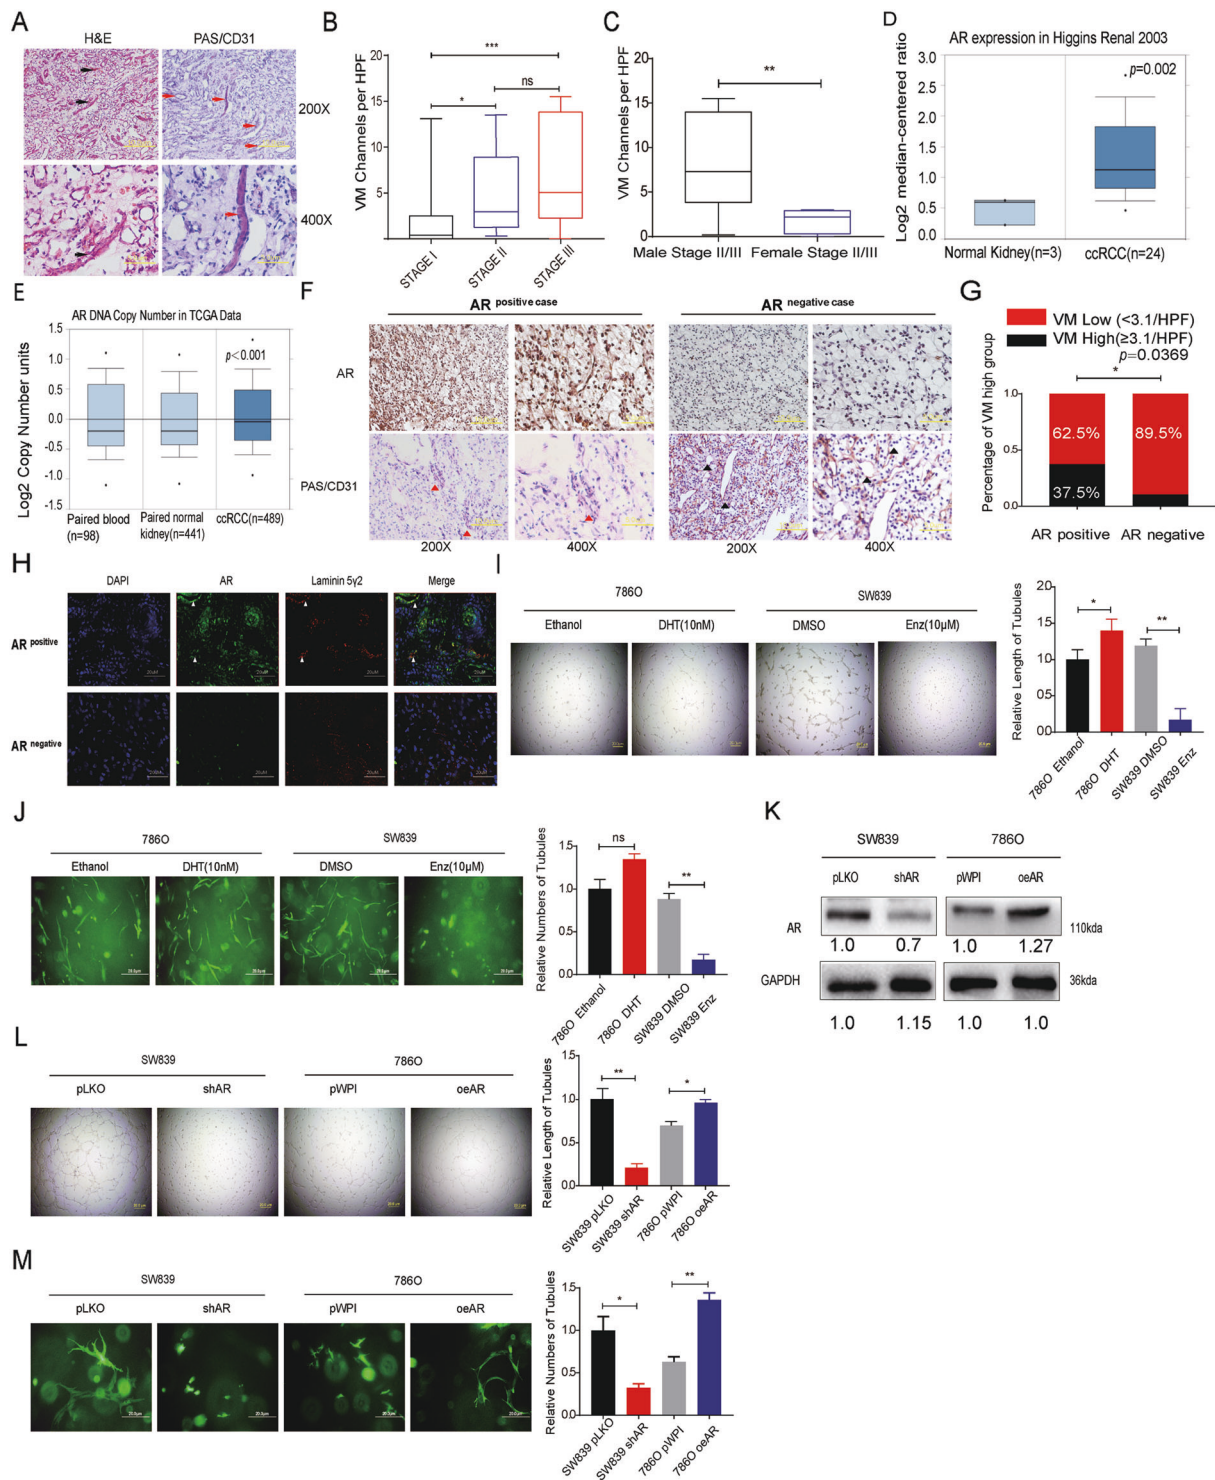 A
H&E
PAS/CD31
200X
400X
B
VM Channels per HPF
20
15
10
5
0
***
*
ns
STAGE I
STAGE II
STAGE III
C
VM Channels per HPF
20
15
10
5
0
**
Male Stage II/III
Female Stage II/III
D
AR expression in Higgins Renal 2003
Log2 median-centered ratio
3.0
2.5
2.0
1.5
1.0
0.5
0.0
p=0.002
Normal Kidney(n=3)
ccRCC(n=24)
E
AR DNA Copy Number in TCGA Data
Log2 Copy Number units
1.5
1.0
0.5
0.0
-0.5
-1.0
-1.5
p<0.001
Paired blood
(n=98)
Paired normal
kidney(n=441)
ccRCC(n=489)
F
AR positive case
AR negative case
AR
PAS/CD31
200X
400X
200X
400X
G
VM Low (<3.1/HPF)
VM High(≥3.1/HPF)
p=0.0369
*
Percentage of VM high group
1.0
0.5
0.0
62.5%
89.5%
37.5%
AR positive
AR negative
H
DAPI
AR
Laminin 5γ2
Merge
AR positive
AR negative
I
786O
SW839
Ethanol
DHT(10nM)
DMSO
Enz(10μM)
Relative Length of Tubules
20
15
1.0
0.5
0.0
*
**
786O Ethanol
786O DHT
SW839 DMSO
SW839 Enz
J
786O
SW839
Ethanol
DHT(10nM)
DMSO
Enz(10μM)
Relative Numbers of Tubules
1.5
1.0
0.5
0.0
ns
**
786O Ethanol
786O DHT
SW839 DMSO
SW839 Enz
K
SW839
786O
pLKO
shAR
pWPI
oeAR
AR
110kda
1.0
0.7
1.0
1.27
GAPDH
36kda
1.0
1.15
1.0
1.0
L
SW839
786O
pLKO
shAR
pWPI
oeAR
Relative Length of Tubules
1.5
1.0
0.5
0.0
**
*
SW839 pLKO
SW839 shAR
786O pWPI
786O oeAR
M
SW839
786O
pLKO
shAR
pWPI
oeAR
20.0μm
20.0μm
20.0μm
20.0μm
Relative Numbers of Tubules
1.5
1.0
0.5
0.0
*
**
SW839 pLKO
SW839 shAR
786O pWPI
786O oeAR